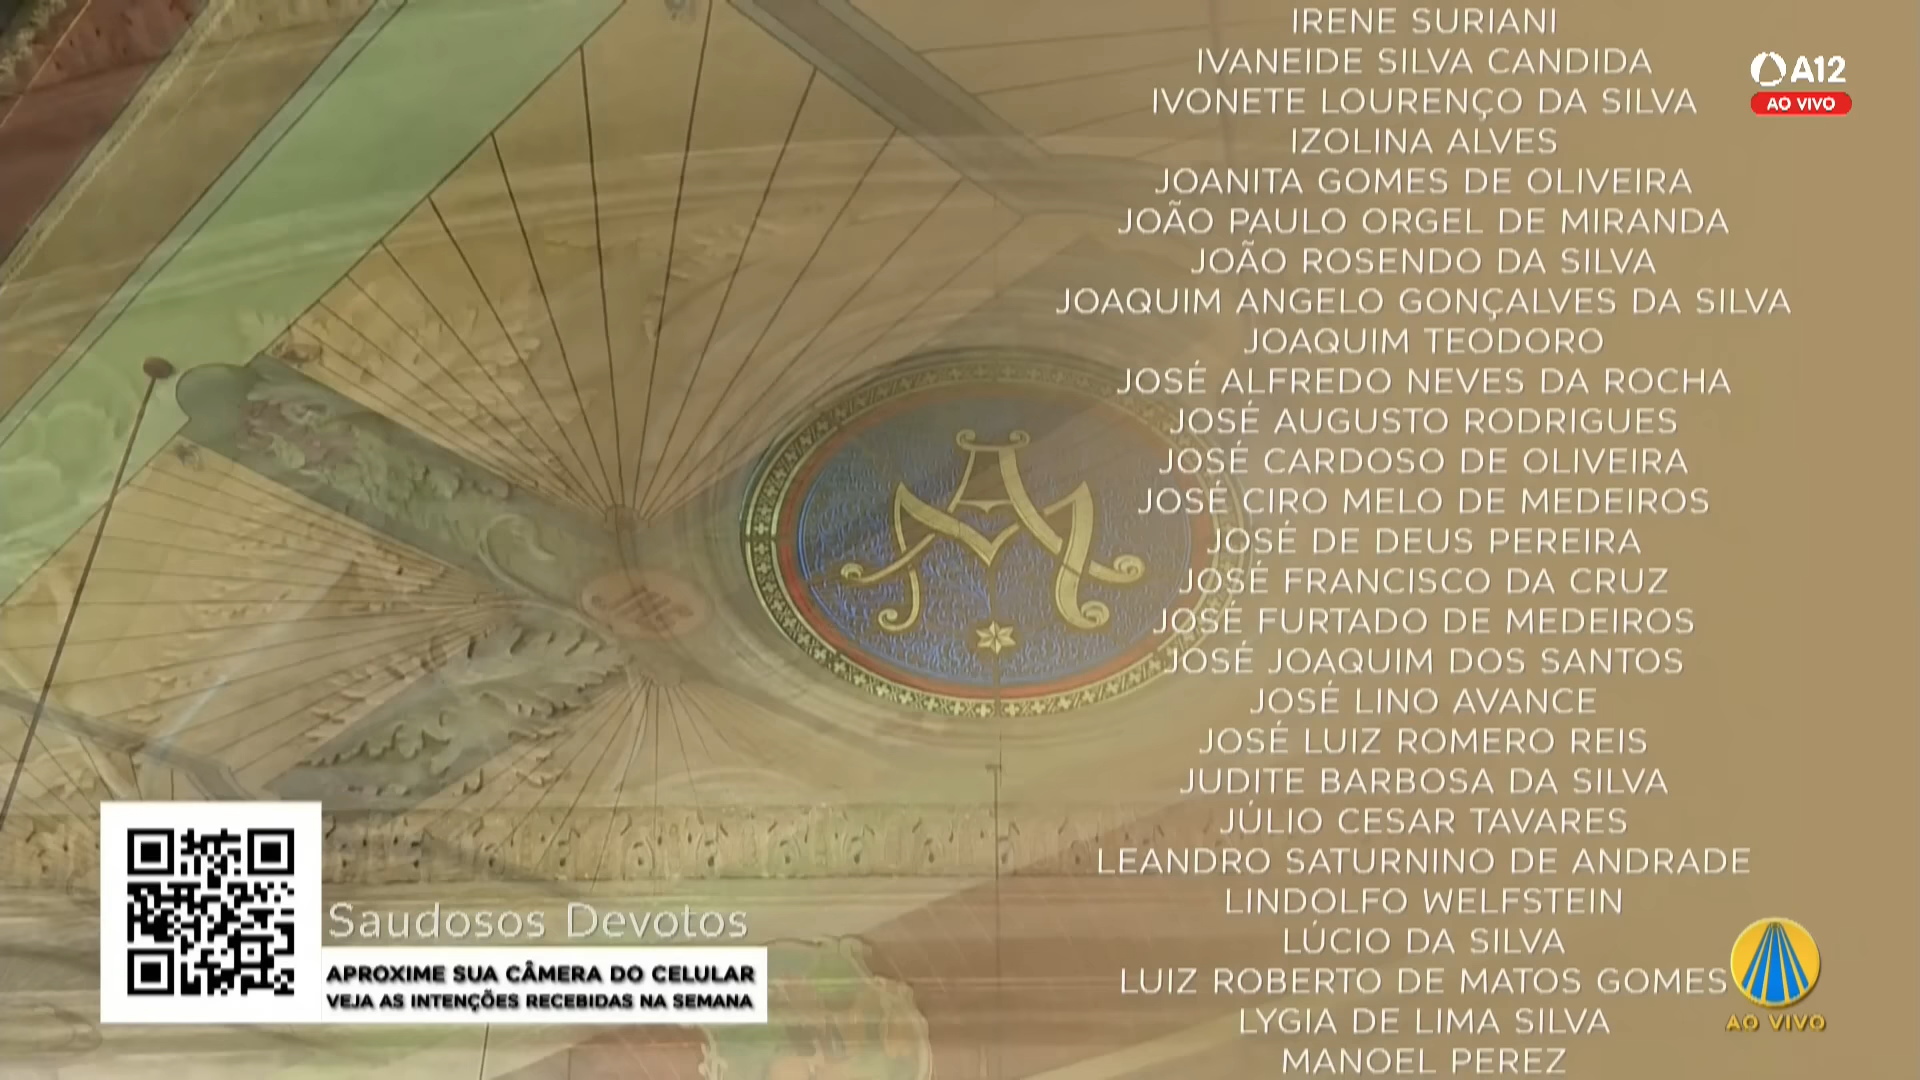 IRENE SURIANI
IVANEIDE SILVA CANDIDA
IVONETE LOURENÇO DA SILVA
IZOLINA ALVES
JOANITA GOMES DE OLIVEIRA
JOÃO PAULO ORGEL DE MIRANDA
JOÃO ROSENDO DA SILVA
JOAQUIM ANGELO GONÇALVES DA SILVA
JOAQUIM TEODORO
JOSÉ ALFREDO NEVES DA ROCHA
JOSÉ AUGUSTO RODRIGUES
JOSÉ CARDOSO DE OLIVEIRA
JOSÉ CIRO MELO DE MEDEIROS
JOSÉ DE DEUS PEREIRA
JOSÉ FRANCISCO DA CRUZ
JOSÉ FURTADO DE MEDEIROS
JOSÉ JOAQUIM DOS SANTOS
JOSÉ LINO AVANCE
JOSÉ LUIZ ROMERO REIS
JUDITE BARBOSA DA SILVA
JÚLIO CESAR TAVARES
LEANDRO SATURNINO DE ANDRADE
LINDOLFO WELFSTEIN
LÚCIO DA SILVA
LUIZ ROBERTO DE MATOS GOMES
LYGIA DE LIMA SILVA
MANOEL PEREZ
A12
AO VIVO
Saudosos Devotos
APROXIME SUA CÂMERA DO CELULAR
VEJA AS INTENÇÕES RECEBIDAS NA SEMANA
AO VIVO